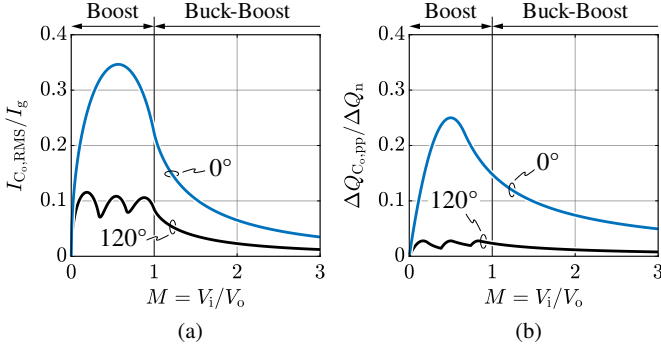 Boost
Buck-Boost
0.4
0.3
0.2
0.1
0
I_{C_o,RMS}/I_g
0°
120°
0
1
2
3
M = V_i/V_o
(a)
Boost
Buck-Boost
0.4
0.3
0.2
0.1
0
ΔQ_{C_o,pp}/ΔQ_n
0°
120°
0
1
2
3
M = V_i/V_o
(b)